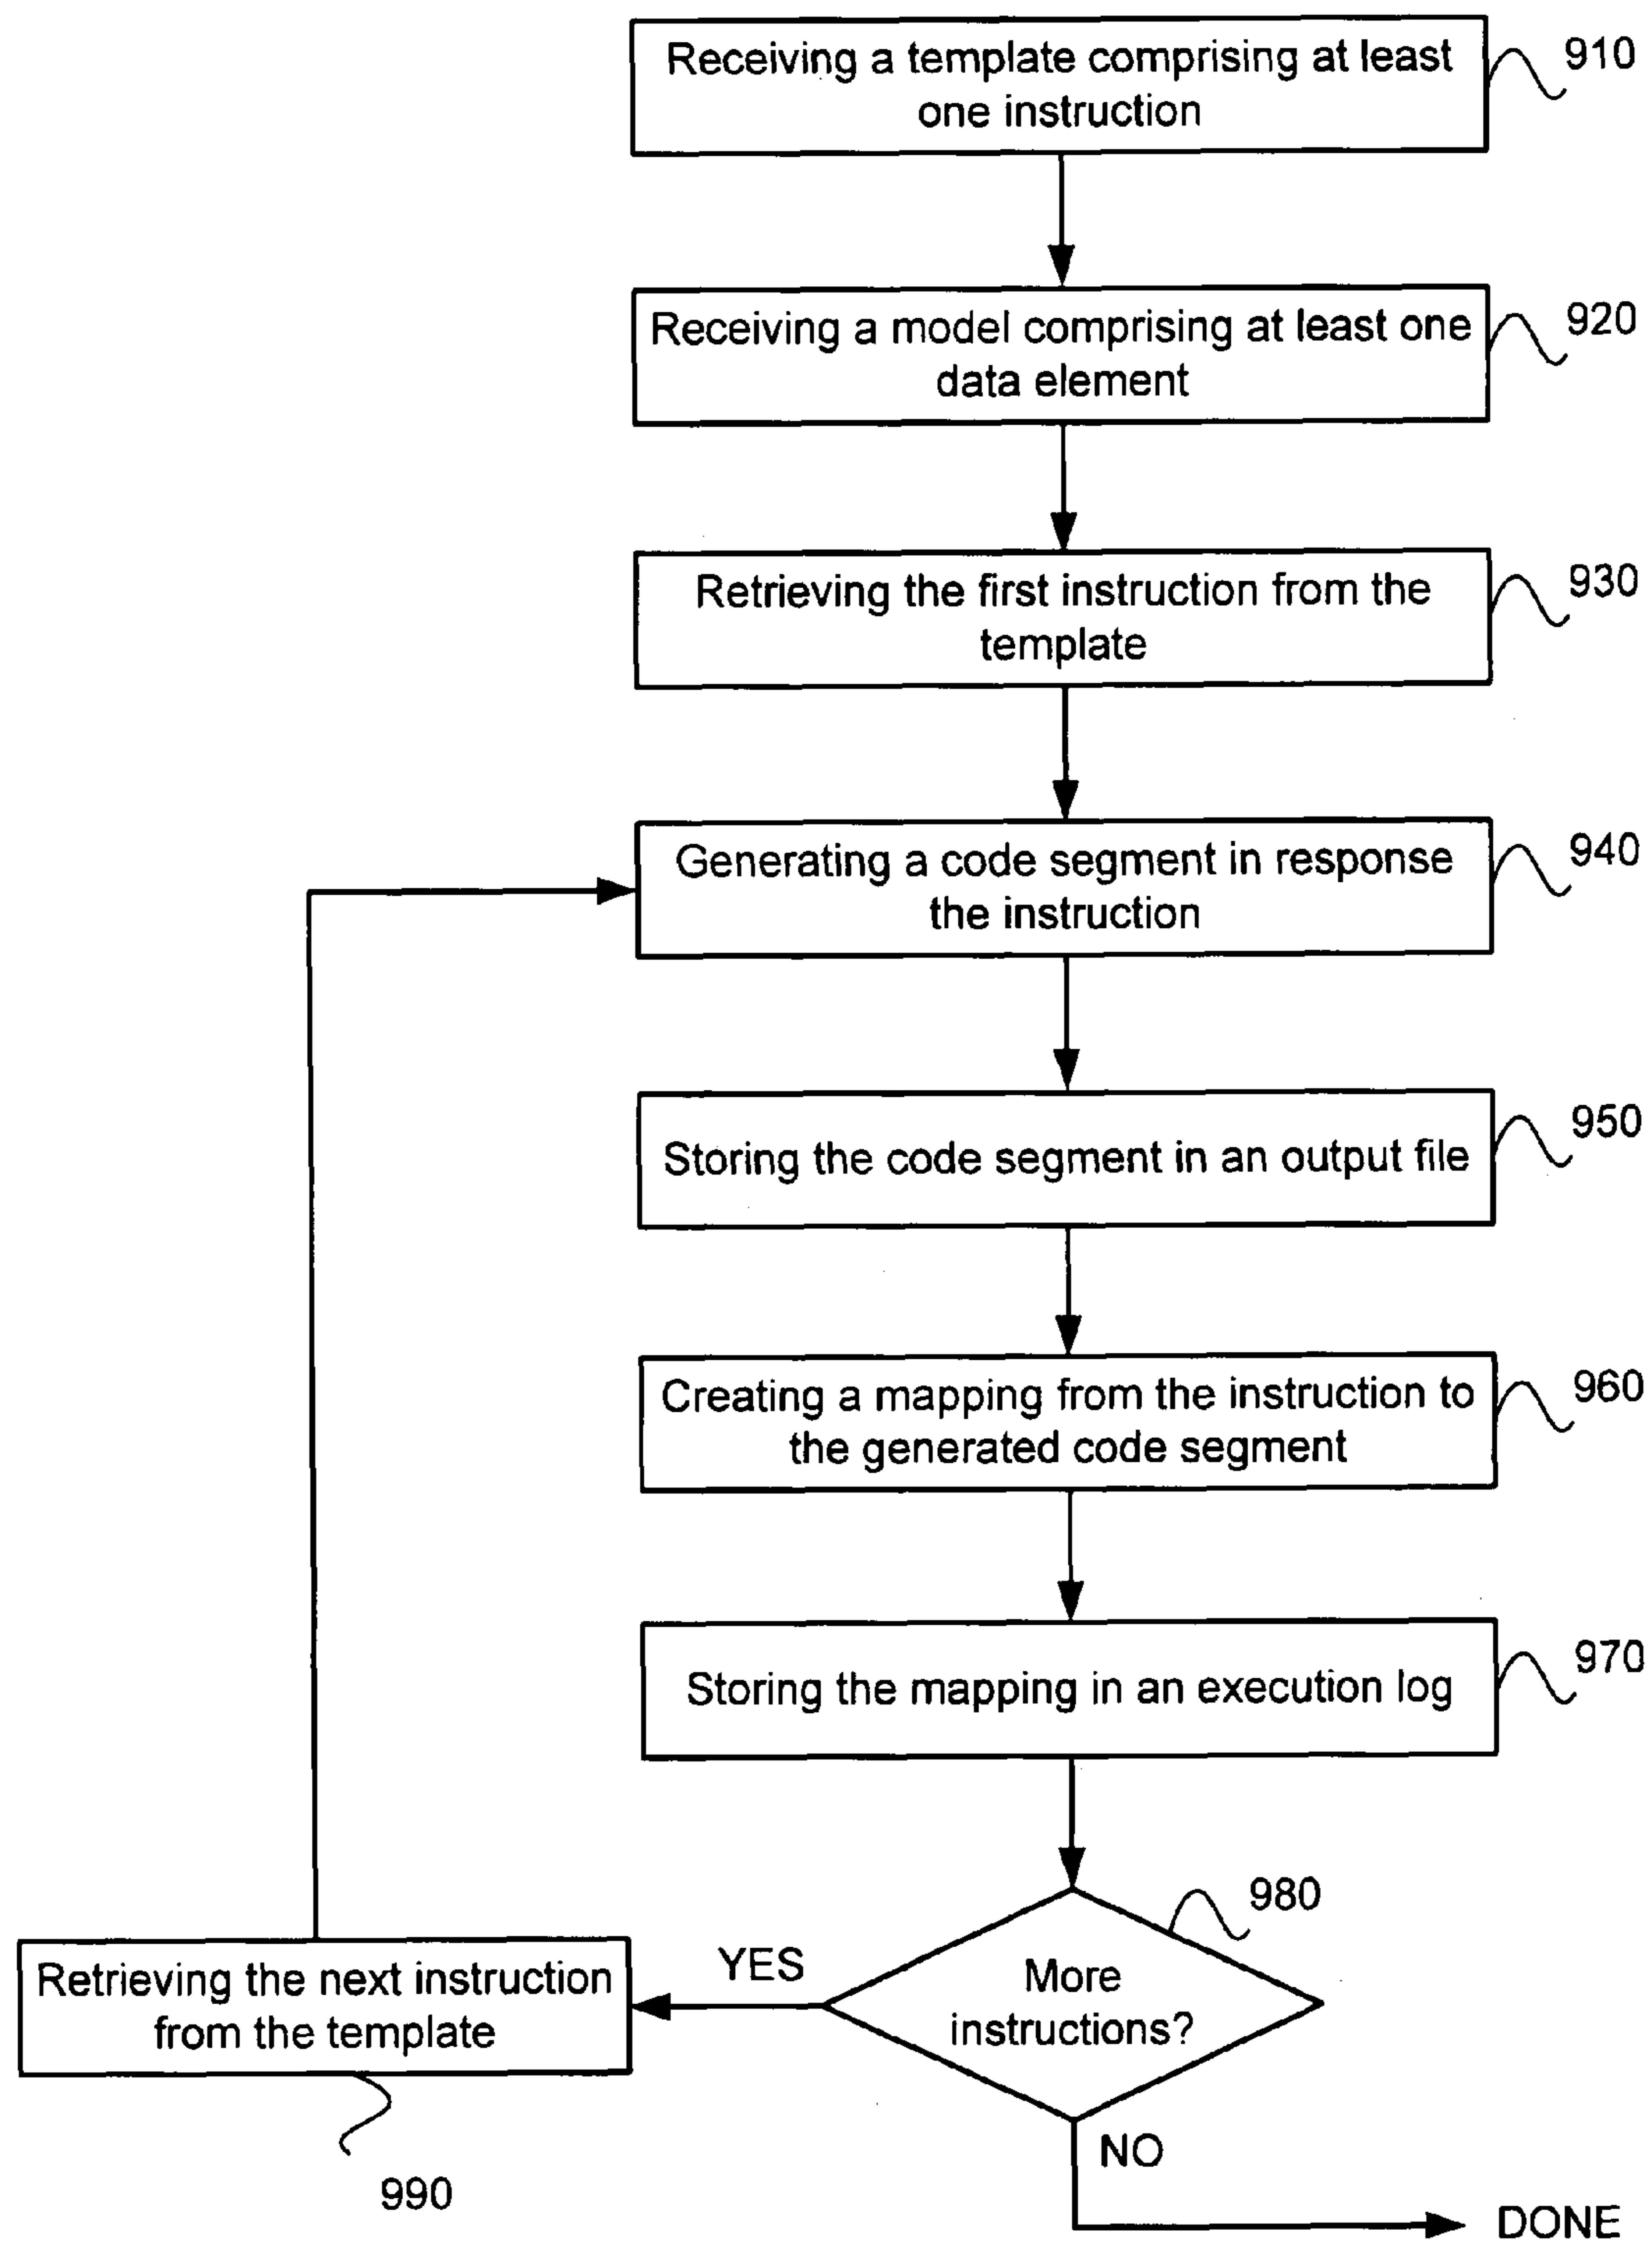 Receiving a template comprising at least
one instruction
910
Receiving a model comprising at least one
data element
920
Retrieving the first instruction from the
template
930
Generating a code segment in response
the instruction
940
Storing the code segment in an output file
950
Creating a mapping from the instruction to
the generated code segment
960
Storing the mapping in an execution log
970
980
More
instructions?
YES
Retrieving the next instruction
from the template
990
NO
DONE